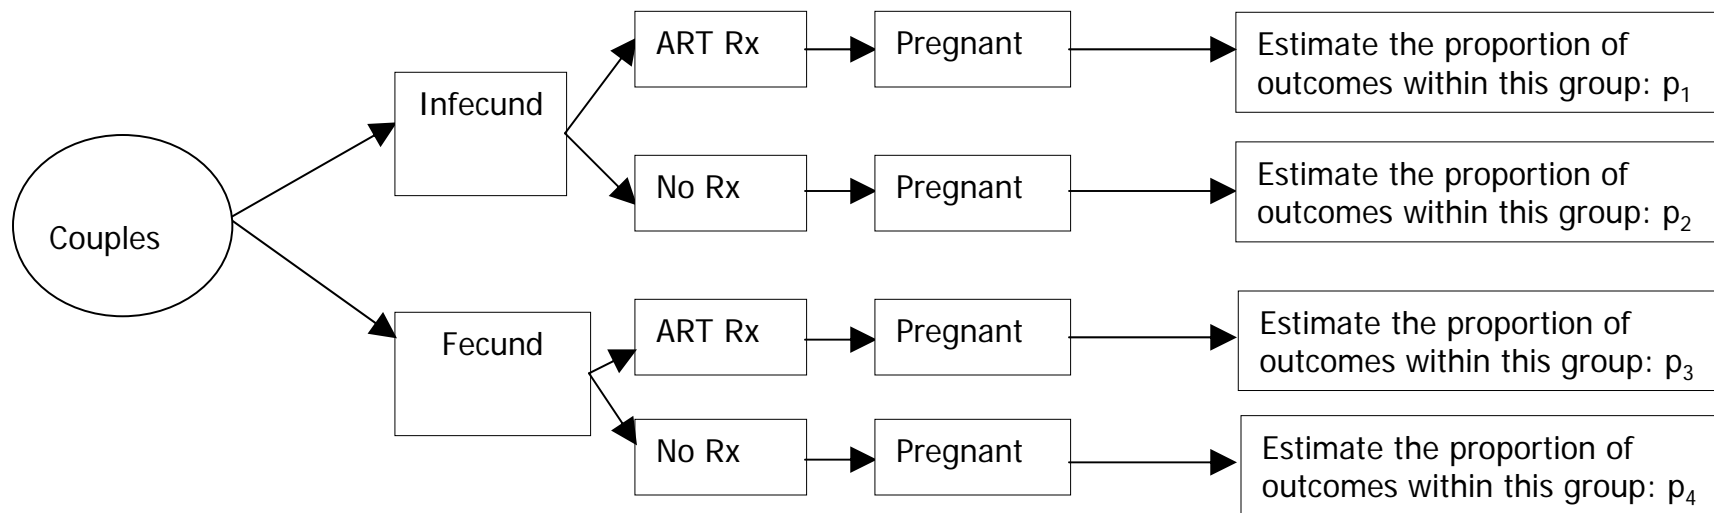 Couples
Infecund
Fecund
ART Rx
Pregnant
Estimate the proportion of
outcomes within this group: p₁
No Rx
Pregnant
Estimate the proportion of
outcomes within this group: p₂
ART Rx
Pregnant
Estimate the proportion of
outcomes within this group: p₃
No Rx
Pregnant
Estimate the proportion of
outcomes within this group: p₄